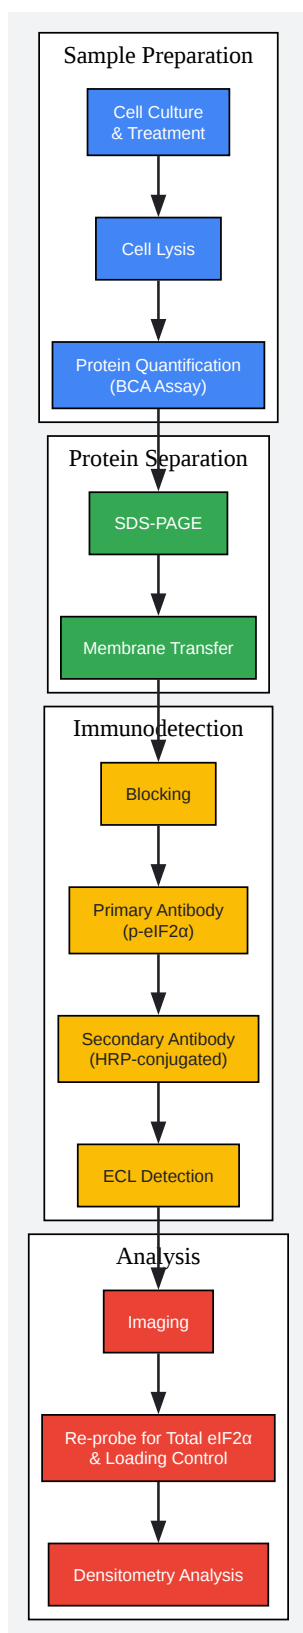 Sample Preparation
Cell Culture
& Treatment
Cell Lysis
Protein Quantification
(BCA Assay)
Protein Separation
SDS-PAGE
Membrane Transfer
Immunodetection
Blocking
Primary Antibody
(p-eIF2α)
Secondary Antibody
(HRP-conjugated)
ECL Detection
Analysis
Imaging
Re-probe for Total eIF2α
& Loading Control
Densitometry Analysis